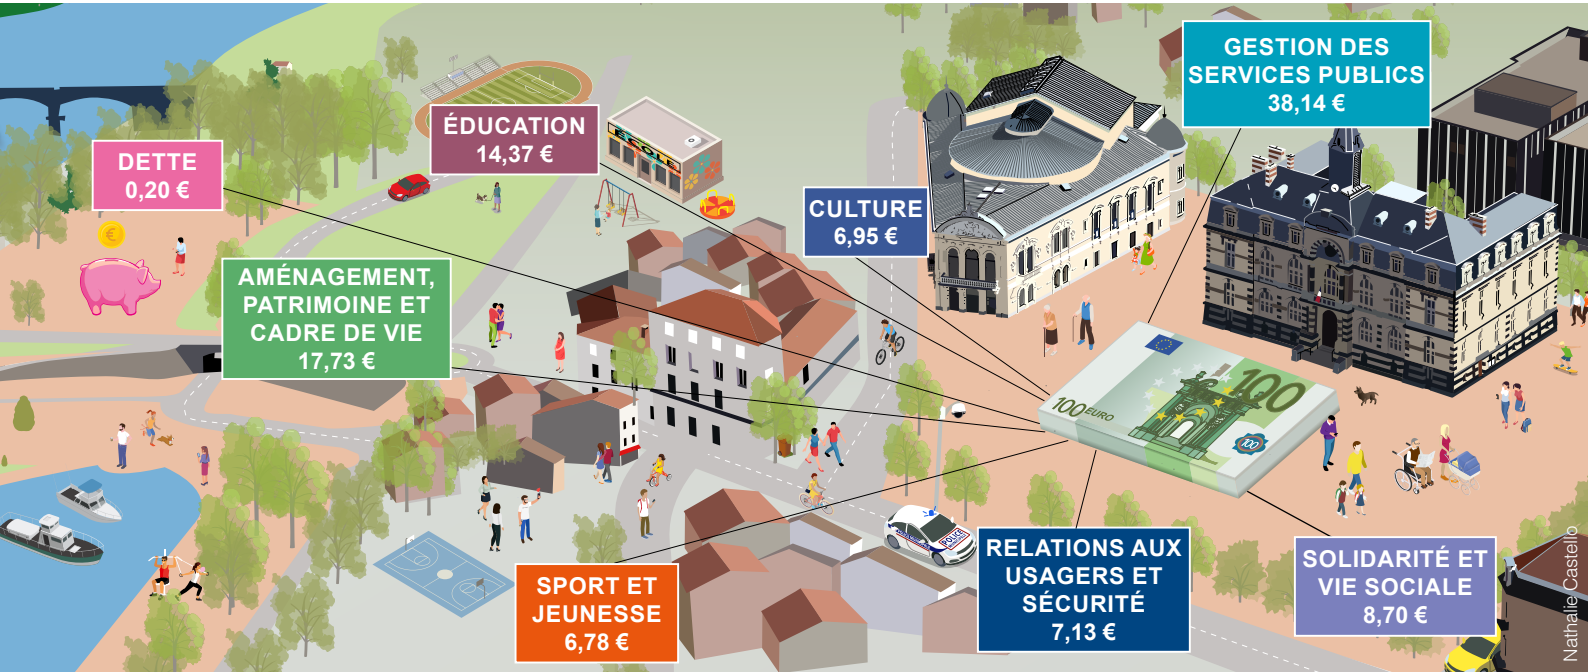 GESTION DES
SERVICES PUBLICS
38,14 €
ÉDUCATION
14,37 €
ÉCOLE
DETTE
0,20 €
€
CULTURE
6,95 €
AMÉNAGEMENT,
PATRIMOINE ET
CADRE DE VIE
17,73 €
100
100 EURO
100
POLICE
RELATIONS AUX
USAGERS ET
SÉCURITÉ
7,13 €
SOLIDARITÉ ET
VIE SOCIALE
8,70 €
SPORT ET
JEUNESSE
6,78 €
Nathalie Castello